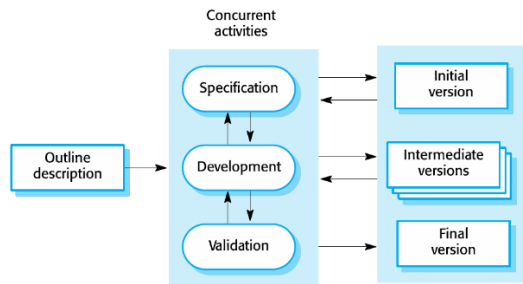 Concurrent
activities
Specification
Initial
version
Outline
description
Development
Intermediate
versions
Validation
Final
version